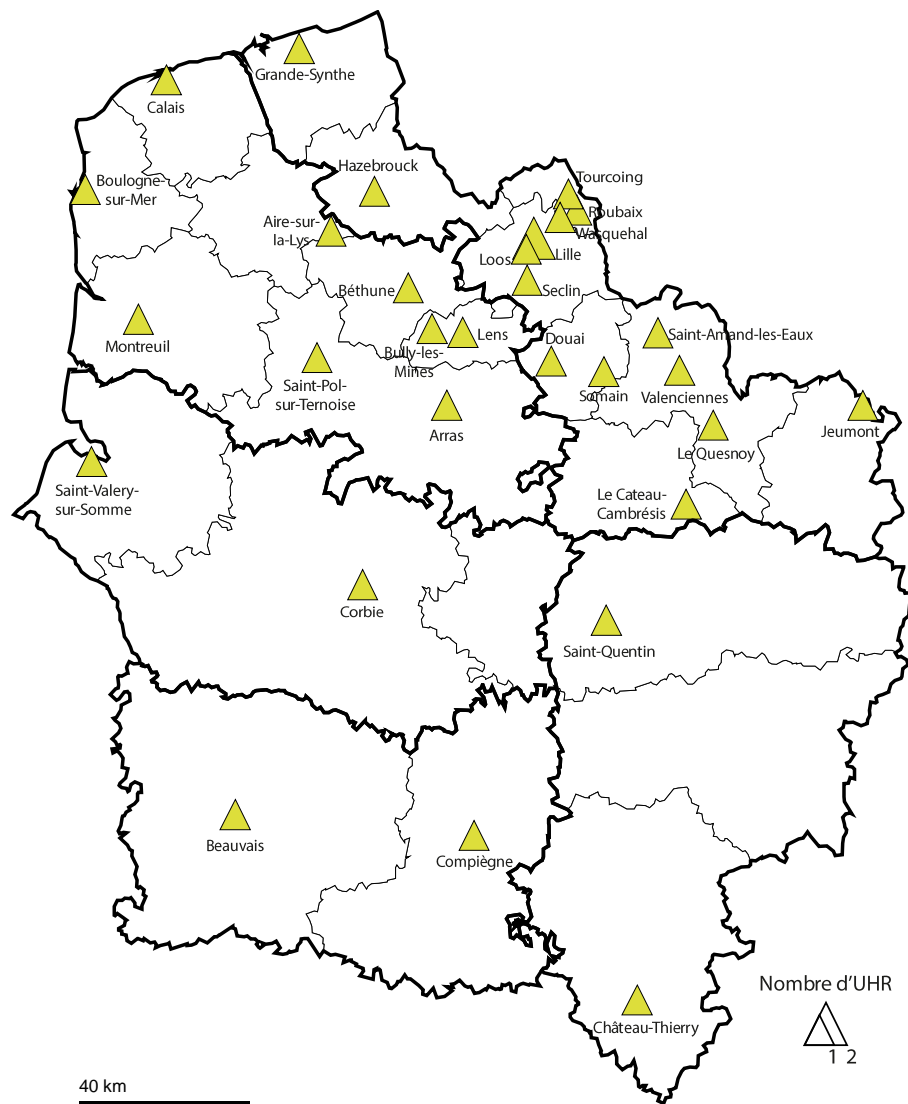 Grande-Synthe
Calais
Hazebrouck
Tourcoing
Boulogne-
sur-Mer
Roubaix
Aire-sur-
la-Lys
Wasquehal
Lille
Loos
Béthune
Seclin
Lens
Douai
Saint-Amand-les-Eaux
Montreuil
Bully-les-
Mines
Saint-Pol-
sur-Ternoise
Somain
Valenciennes
Arras
Jeumont
Le Quesnoy
Saint-Valery-
sur-Somme
Le Cateau-
Cambrésis
Corbie
Saint-Quentin
Beauvais
Compiègne
Château-Thierry
Nombre d'UHR
1 2
40 km